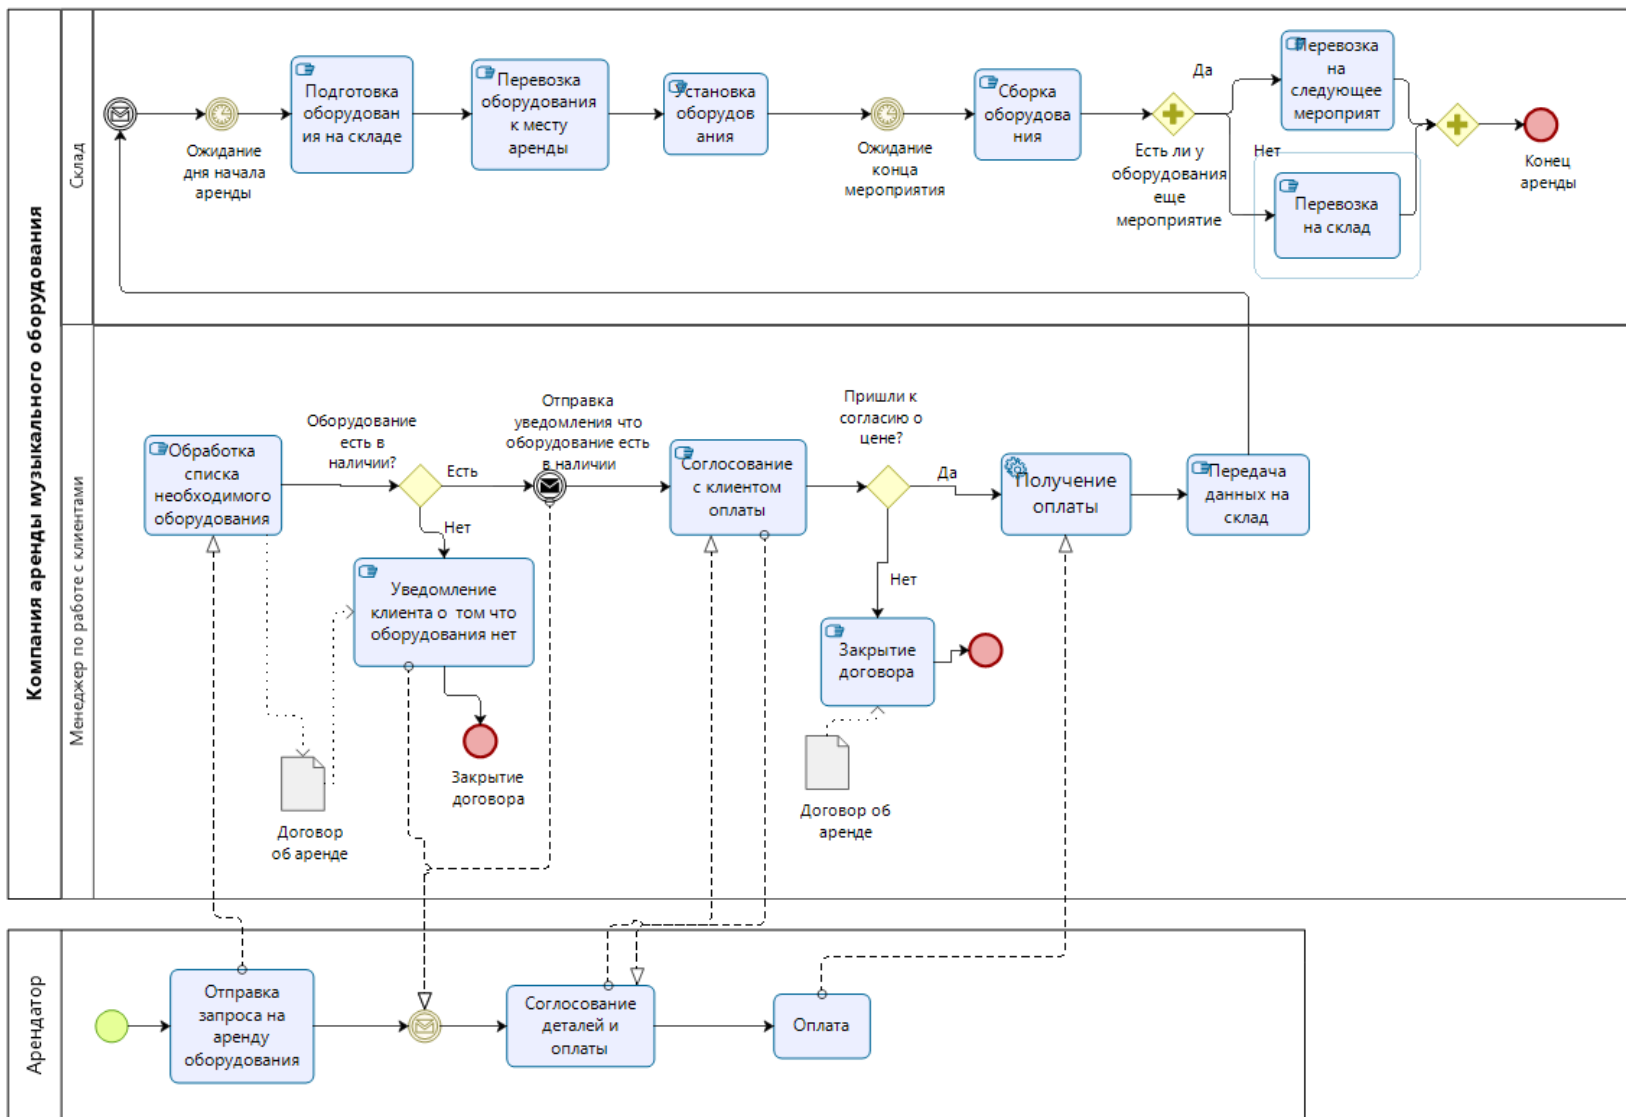 Компания аренды музыкального оборудования
Склад
Ожидание
дня начала
аренды
Подготовка
оборудован
ия на складе
Перевозка
оборудования
к месту
аренды
Установка
оборудов
ания
Ожидание
конца
мероприятия
Сборка
оборудова
ния
Есть ли у
оборудования
еще
мероприятие
Да
Нет
Перевозка
на
следующее
мероприят
Перевозка
на склад
Конец
аренды
Менеджер по работе с клиентами
Обработка
списка
необходимого
оборудования
Оборудование
есть в
наличии?
Есть
Нет
Отправка
уведомления что
оборудование есть
в наличии
Соглосование
с клиентом
оплаты
Пришли к
согласию о
цене?
Да
Нет
Получение
оплаты
Передача
данных на
склад
Уведомление
клиента о том что
оборудования нет
Закрытие
договора
Закрытие
договора
Договор
об аренде
Договор об
аренде
Арендатор
Отправка
запроса на
аренду
оборудования
Соглосование
деталей и
оплаты
Оплата